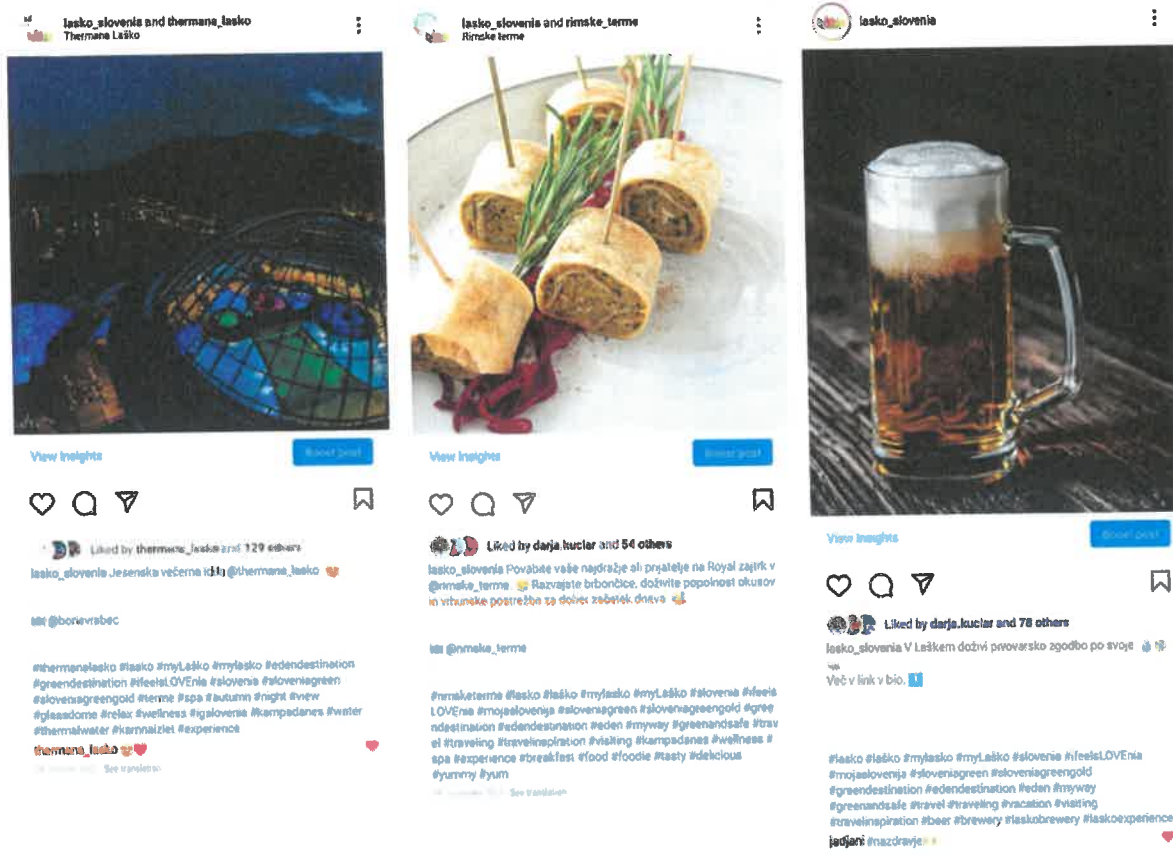 lasko_slovenia and thermana_lasko
Thermana Laško
View Insights
Boost post
Liked by thermana_lasko and 129 others
lasko_slovenia Jesenska večerna @thermana_lasko
@borisvrabec
#thermanalasko #lasko #myLaško #mylasko #edendestination
#greendestination #ifeelsLOVEnia #slovenia #sloveniagreen
#sloveniagreengold #terme #spa #autumn #night #view
#glassdome #relax #wellness #igslovenia #kampadanes #water
#thermalwater #kamnaizlet #experience
thermana_lasko
See translation
lasko_slovenia and rimske_terme
Rimske terme
View Insights
Boost post
Liked by darja.kuclar and 54 others
lasko_slovenia Povabite vaše najdražje ali prijatelje na Royal zajtrk v
@rimske_terme. Razvajajte brbončice, doživite popolnost okusov
in vrhunske postrežbe za dober začetek dneva
@rimske_terme
#rimsketerme #lasko #laško #mylasko #myLaško #slovenia #ifeels
LOVEnia #mojaslovenija #sloveniagreen #sloveniagreengold #gree
ndestination #edendestination #eden #myway #greenandsafe #trav
el #traveling #travelinspiration #visiting #kampadanes #wellness #
spa #experience #breakfast #food #foodie #tasty #delicious
#yummy #yum
See translation
lasko_slovenia
View Insights
Boost post
Liked by darja.kuclar and 78 others
lasko_slovenia V Laškem doživi pivovarsko zgodbo po svoje
Več v link v bio.
#lasko #laško #mylasko #myLaško #slovenia #ifeelsLOVEnia
#mojaslovenija #sloveniagreen #sloveniagreengold
#greendestination #edendestination #eden #myway
#greenandsafe #travel #traveling #vacation #visiting
#travelinspiration #beer #brewery #laskobrewery #laskoexperience
jadjani #nazdravje